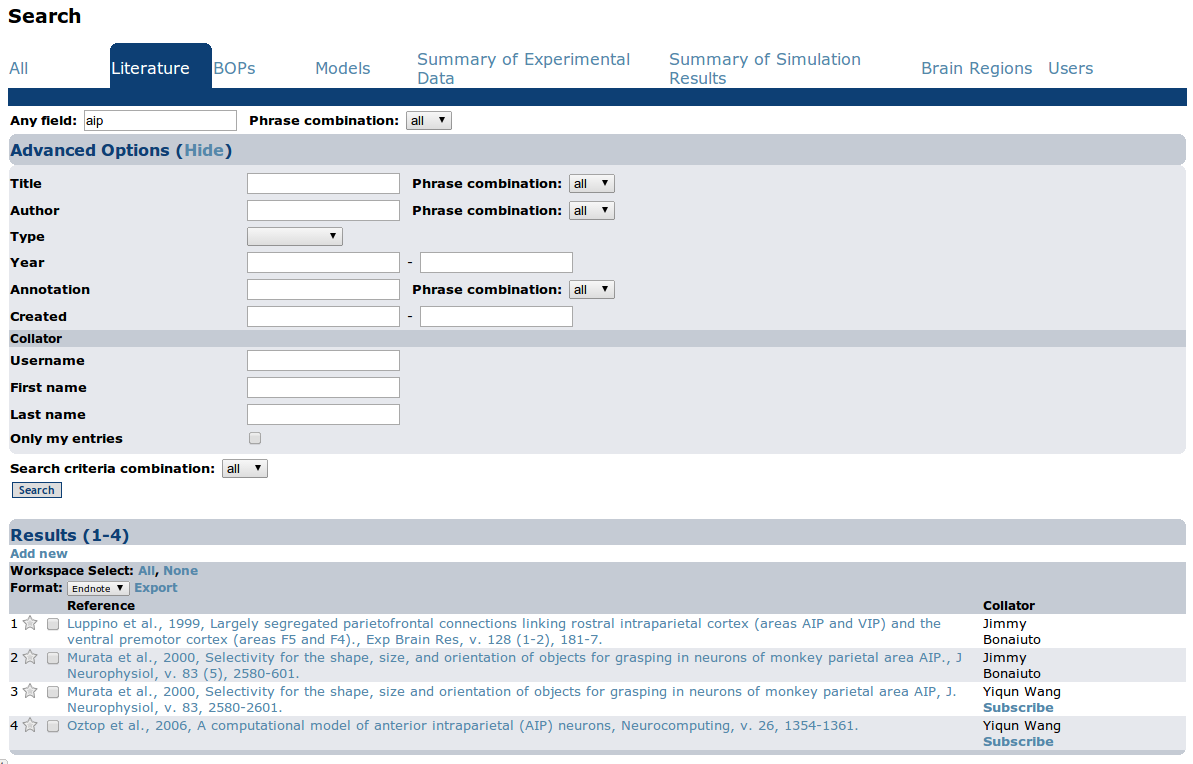 Search
All
Literature
BOPs
Models
Summary of Experimental
Data
Summary of Simulation
Results
Brain Regions
Users
Any field: aip Phrase combination: all
Advanced Options (Hide)
Title Phrase combination: all
Author Phrase combination: all
Type
Year -
Annotation Phrase combination: all
Created -
Collator
Username
First name
Last name
Only my entries
Search criteria combination: all
Search
Results (1-4)
Add new
Workspace Select: All, None
Format: Endnote Export
Reference Collator
1 Luppino et al., 1999, Largely segregated parietofrontal connections linking rostral intraparietal cortex (areas AIP and VIP) and the Jimmy
ventral premotor cortex (areas F5 and F4)., Exp Brain Res, v. 128 (1-2), 181-7. Bonaiuto
2 Murata et al., 2000, Selectivity for the shape, size, and orientation of objects for grasping in neurons of monkey parietal area AIP., J Jimmy
Neurophysiol, v. 83 (5), 2580-601. Bonaiuto
3 Murata et al., 2000, Selectivity for the shape, size and orientation of objects for grasping in neurons of monkey parietal area AIP, J. Yiqun Wang
Neurophysiol, v. 83, 2580-2601. Subscribe
4 Oztop et al., 2006, A computational model of anterior intraparietal (AIP) neurons, Neurocomputing, v. 26, 1354-1361. Yiqun Wang
Subscribe